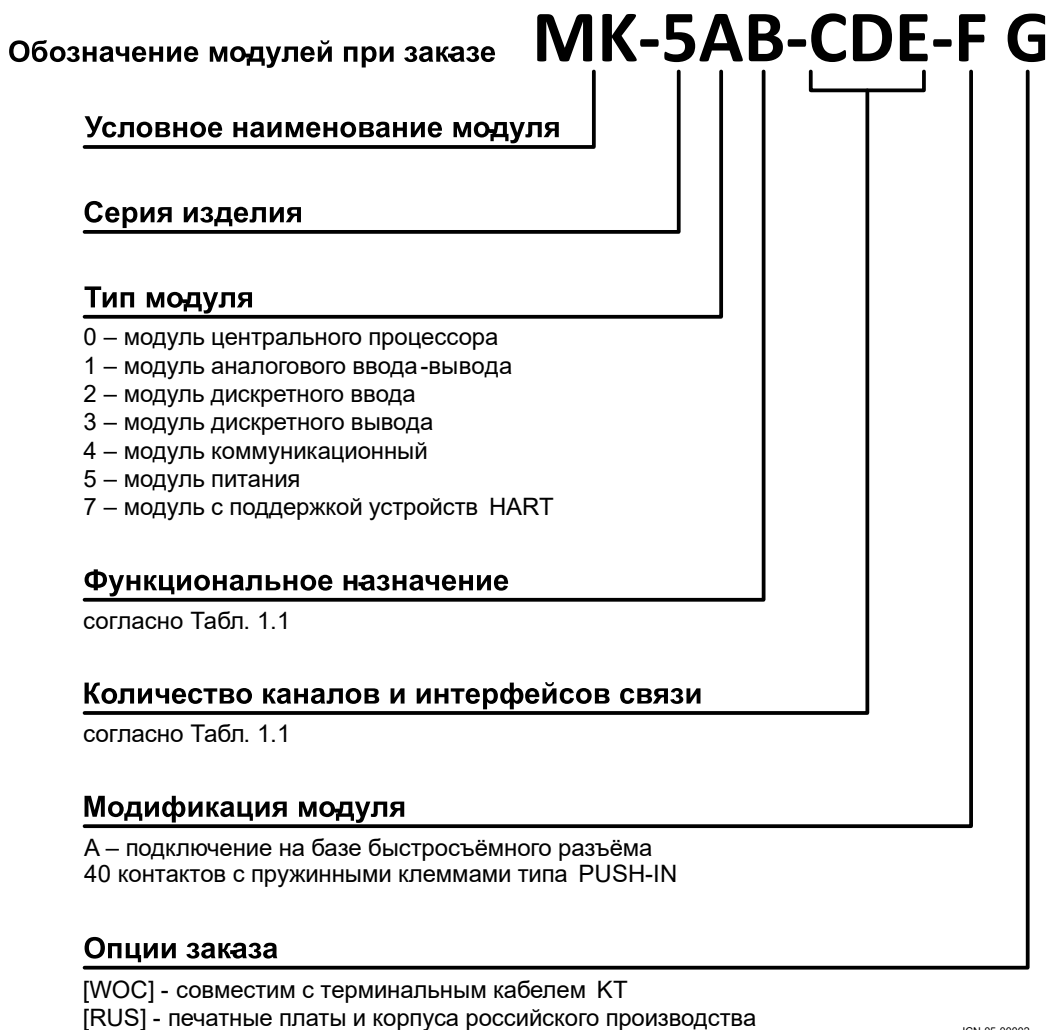 Обозначение модулей при заказе МК-5AB-CDE-F G
Условное наименование модуля
Серия изделия
Тип модуля
0 – модуль центрального процессора
1 – модуль аналогового ввода-вывода
2 – модуль дискретного ввода
3 – модуль дискретного вывода
4 – модуль коммуникационный
5 – модуль питания
7 – модуль с поддержкой устройств HART
Функциональное назначение
согласно Табл. 1.1
Количество каналов и интерфейсов связи
согласно Табл. 1.1
Модификация модуля
А – подключение на базе быстросъёмного разъёма
40 контактов с пружинными клеммами типа PUSH-IN
Опции заказа
[WOC] - совместим с терминальным кабелем КТ
[RUS] - печатные платы и корпуса российского производства